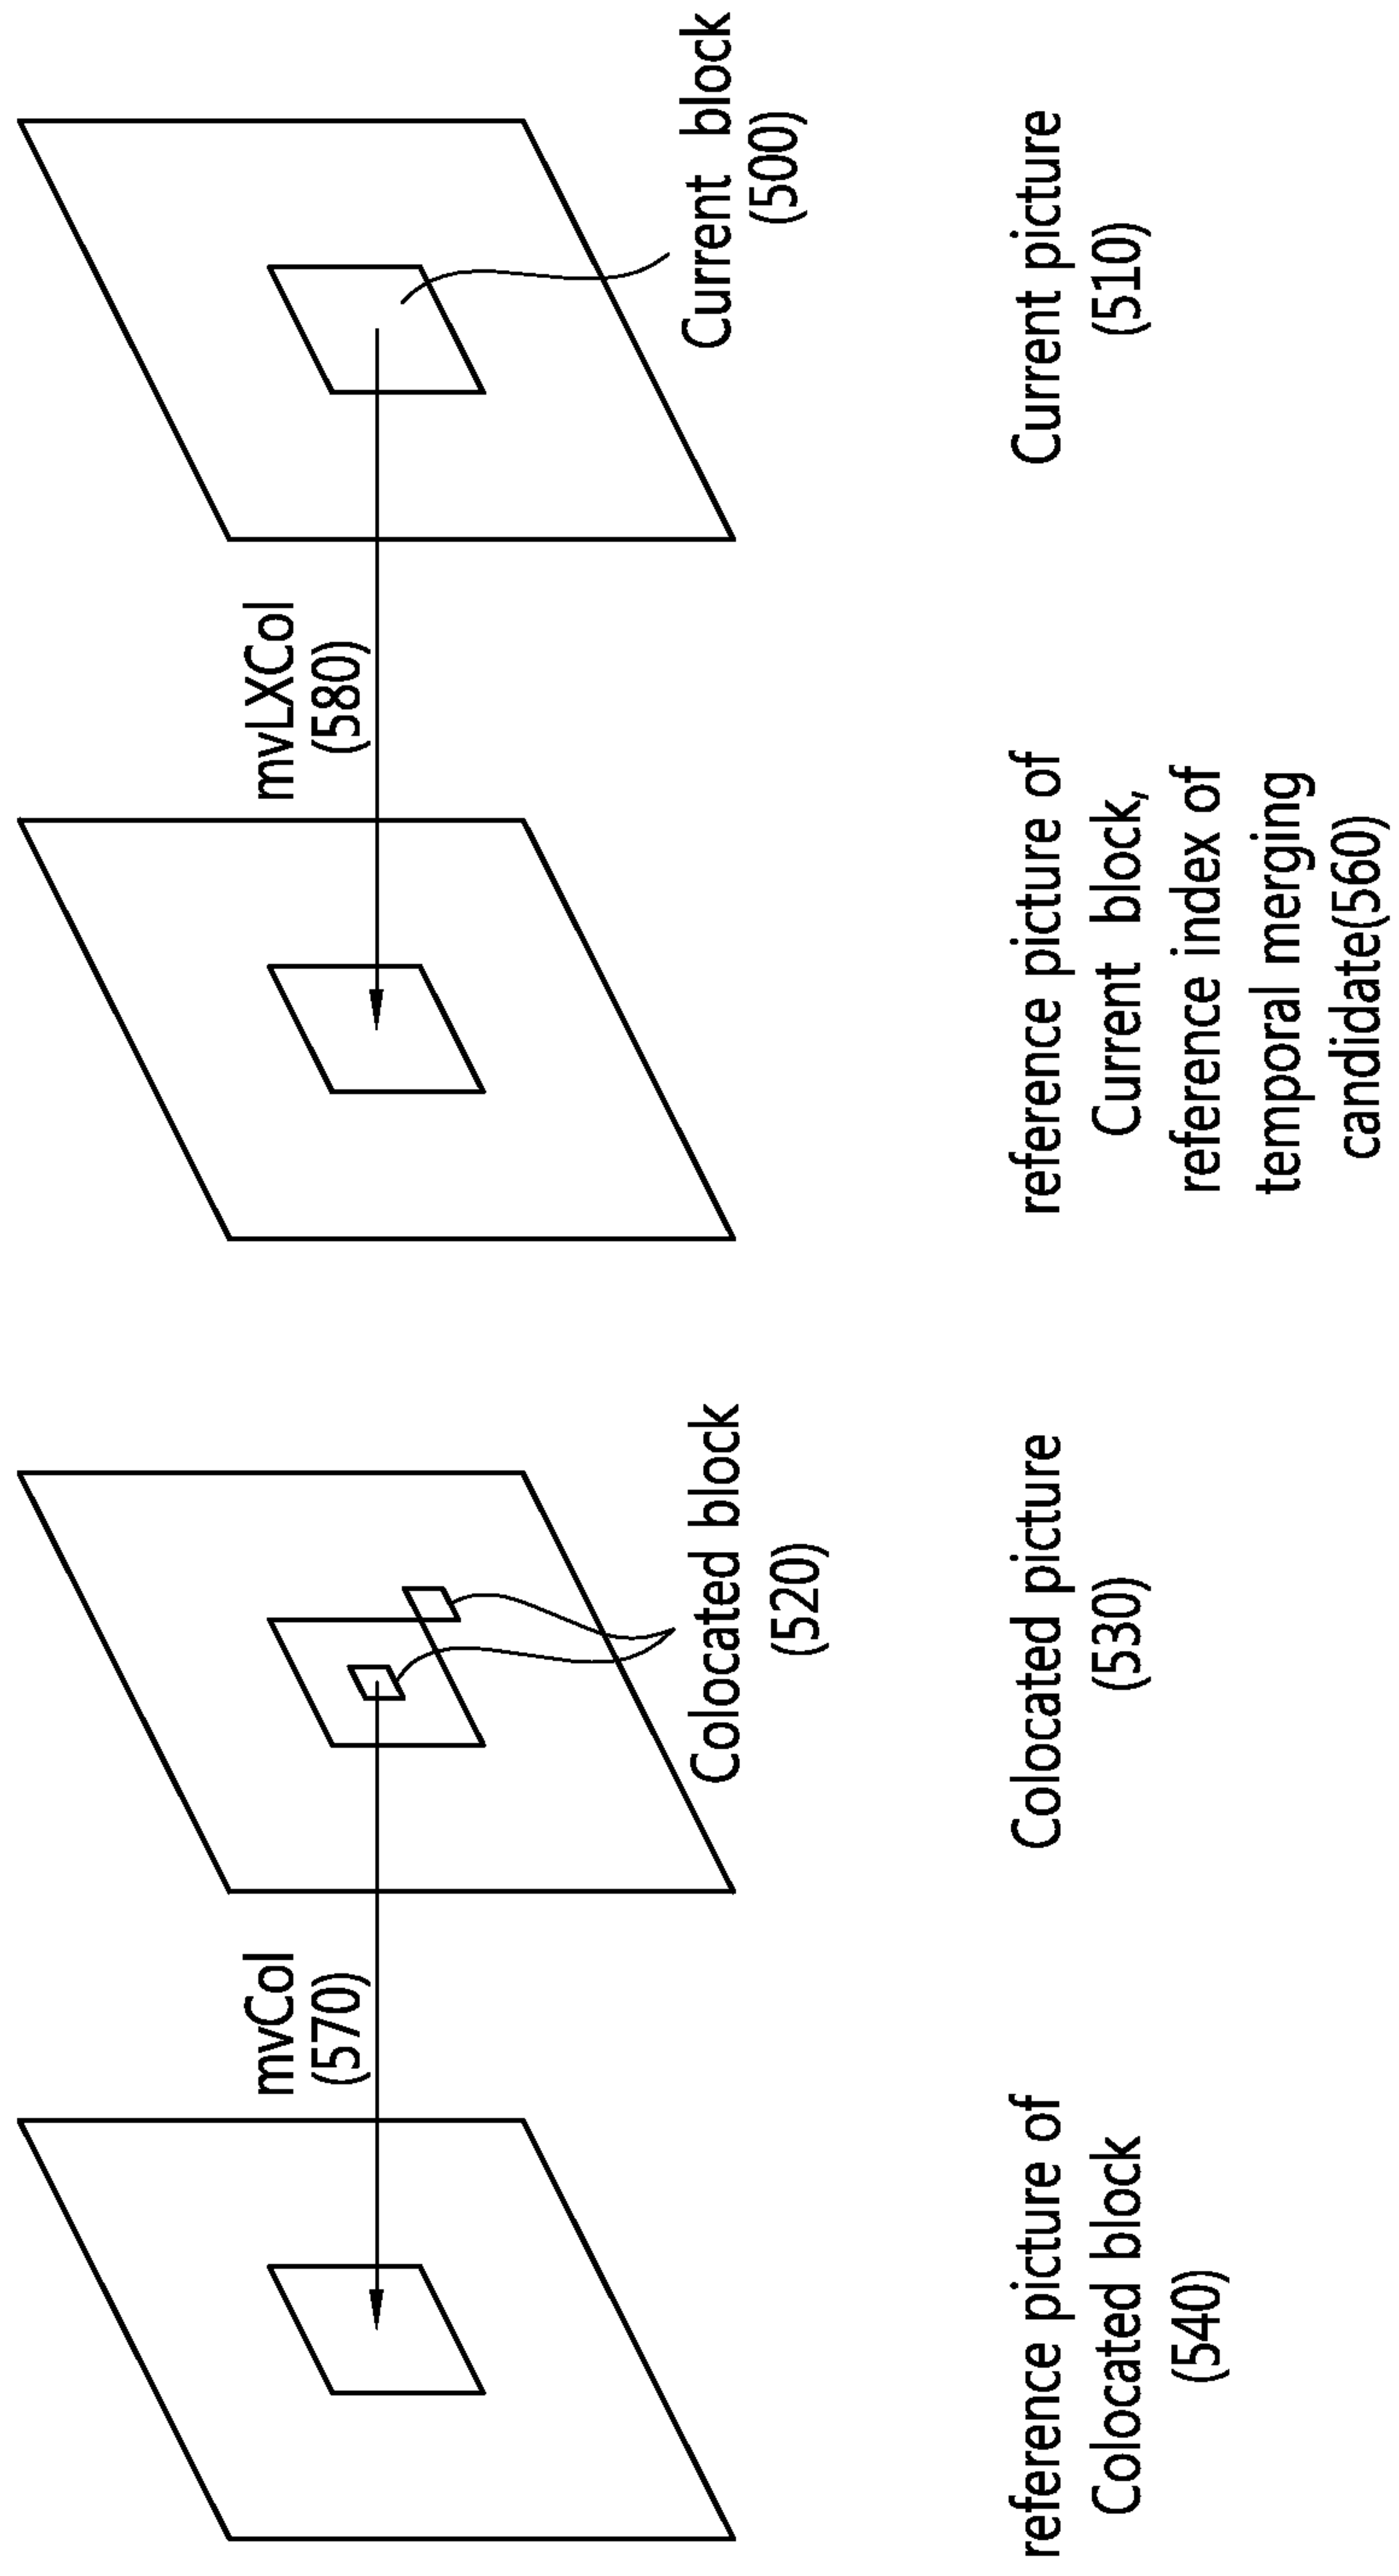 mvCol
(570)
mvLXCol
(580)
Colocated block
(520)
Current block
(500)
reference picture of
Colocated block
(540)
Colocated picture
(530)
reference picture of
Current block,
reference index of
temporal merging
candidate(560)
Current picture
(510)